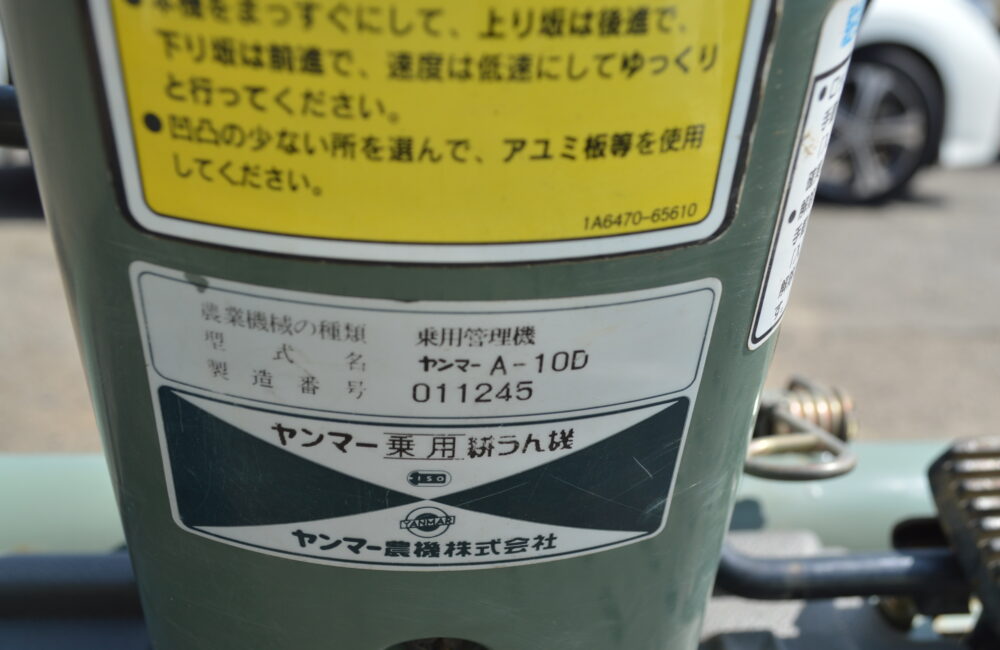 本機をまっすぐにして、上り坂は後進で、
下り坂は前進で、速度は低速にしてゆっくり
と行ってください。
●凹凸の少ない所を選んで、アユミ板等を使用
してください。
1A6470-65610
農業機械の種類 乗用管理機
型式名 ヤンマー A-10D
製造番号 011245
ヤンマー乗用耕うん機
ISO
YANMAR
ヤンマー農機株式会社